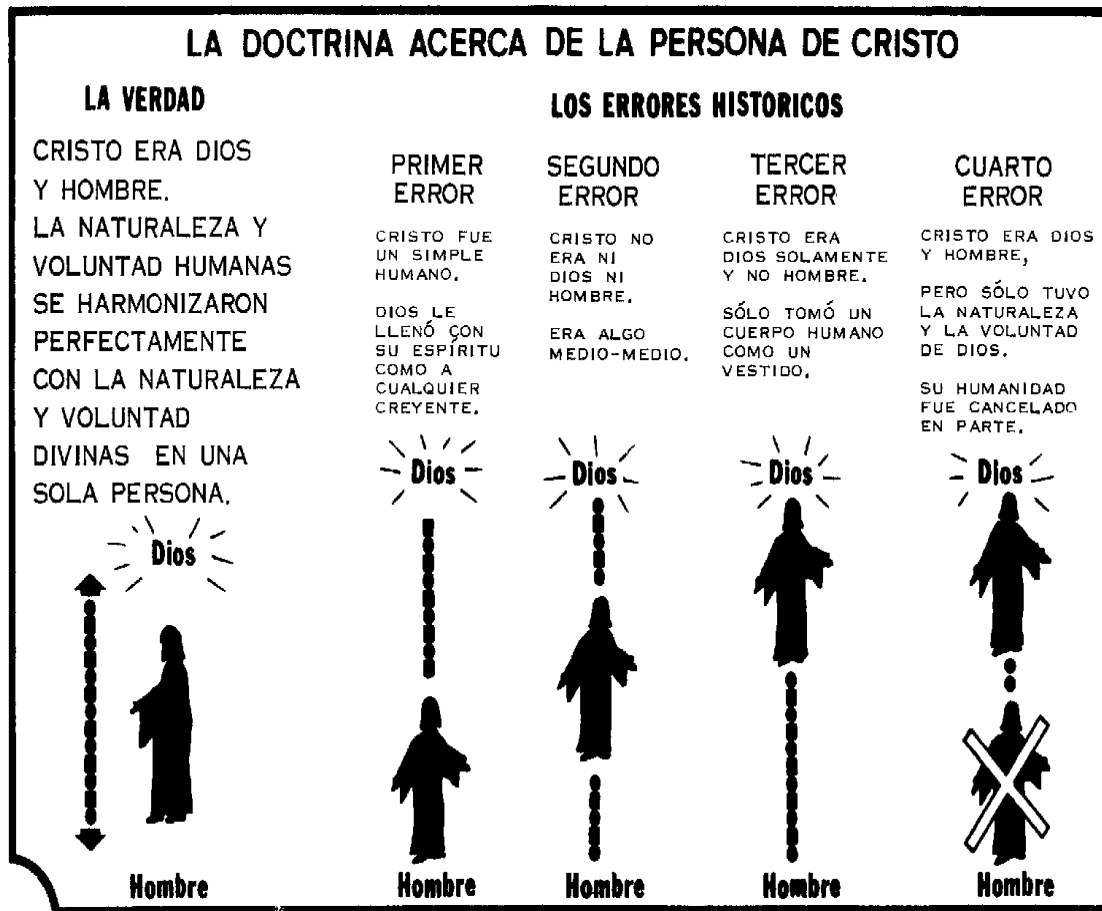 LA DOCTRINA ACERCA DE LA PERSONA DE CRISTO
LA VERDAD
CRISTO ERA DIOS
Y HOMBRE.
LA NATURALEZA Y
VOLUNTAD HUMANAS
SE HARMONIZARON
PERFECTAMENTE
CON LA NATURALEZA
Y VOLUNTAD
DIVINAS EN UNA
SOLA PERSONA.
Dios
Hombre
LOS ERRORES HISTORICOS
PRIMER
ERROR
CRISTO FUE
UN SIMPLE
HUMANO.
DIOS LE
LLENÓ CON
SU ESPÍRITU
COMO A
CUALQUIER
CREYENTE.
Dios
Hombre
SEGUNDO
ERROR
CRISTO NO
ERA NI
DIOS NI
HOMBRE.
ERA ALGO
MEDIO-MEDIO.
Dios
Hombre
TERCER
ERROR
CRISTO ERA
DIOS SOLAMENTE
Y NO HOMBRE.
SÓLO TOMÓ UN
CUERPO HUMANO
COMO UN
VESTIDO.
Dios
Hombre
CUARTO
ERROR
CRISTO ERA DIOS
Y HOMBRE,
PERO SÓLO TUVO
LA NATURALEZA
Y LA VOLUNTAD
DE DIOS.
SU HUMANIDAD
FUE CANCELADO
EN PARTE.
Dios
Hombre